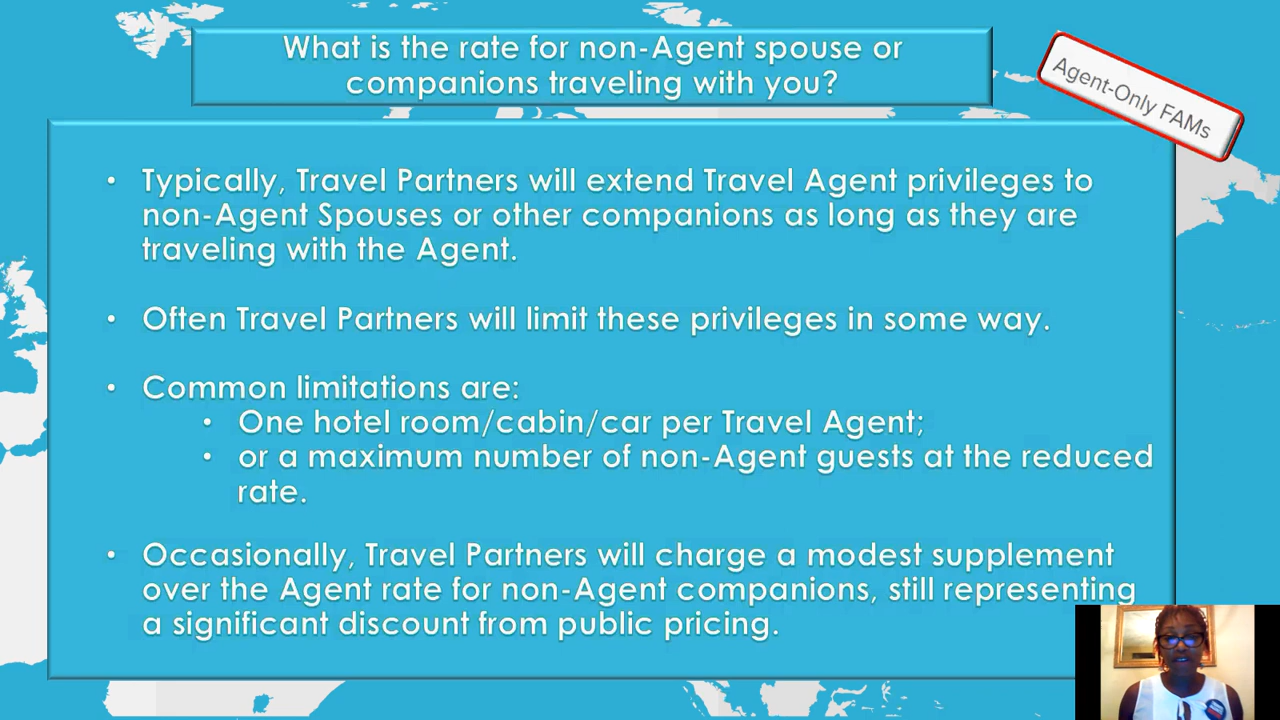 What is the rate for non-Agent spouse or
companions traveling with you?
Agent-Only FAMs
• Typically, Travel Partners will extend Travel Agent privileges to
non-Agent Spouses or other companions as long as they are
traveling with the Agent.
• Often Travel Partners will limit these privileges in some way.
• Common limitations are:
• One hotel room/cabin/car per Travel Agent;
• or a maximum number of non-Agent guests at the reduced
rate.
• Occasionally, Travel Partners will charge a modest supplement
over the Agent rate for non-Agent companions, still representing
a significant discount from public pricing.